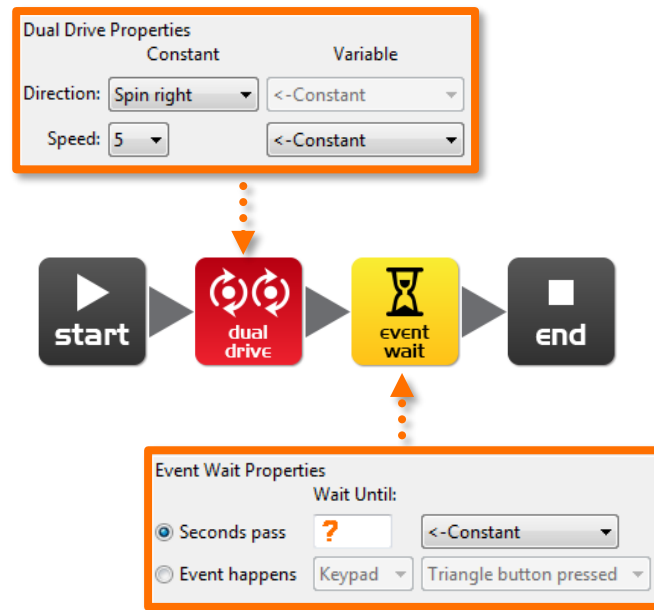 Dual Drive Properties
Constant Variable
Direction: Spin right <-Constant
Speed: 5 <-Constant
start
dual
drive
event
wait
end
Event Wait Properties
Wait Until:
Seconds pass ? <-Constant
Event happens Keypad Triangle button pressed